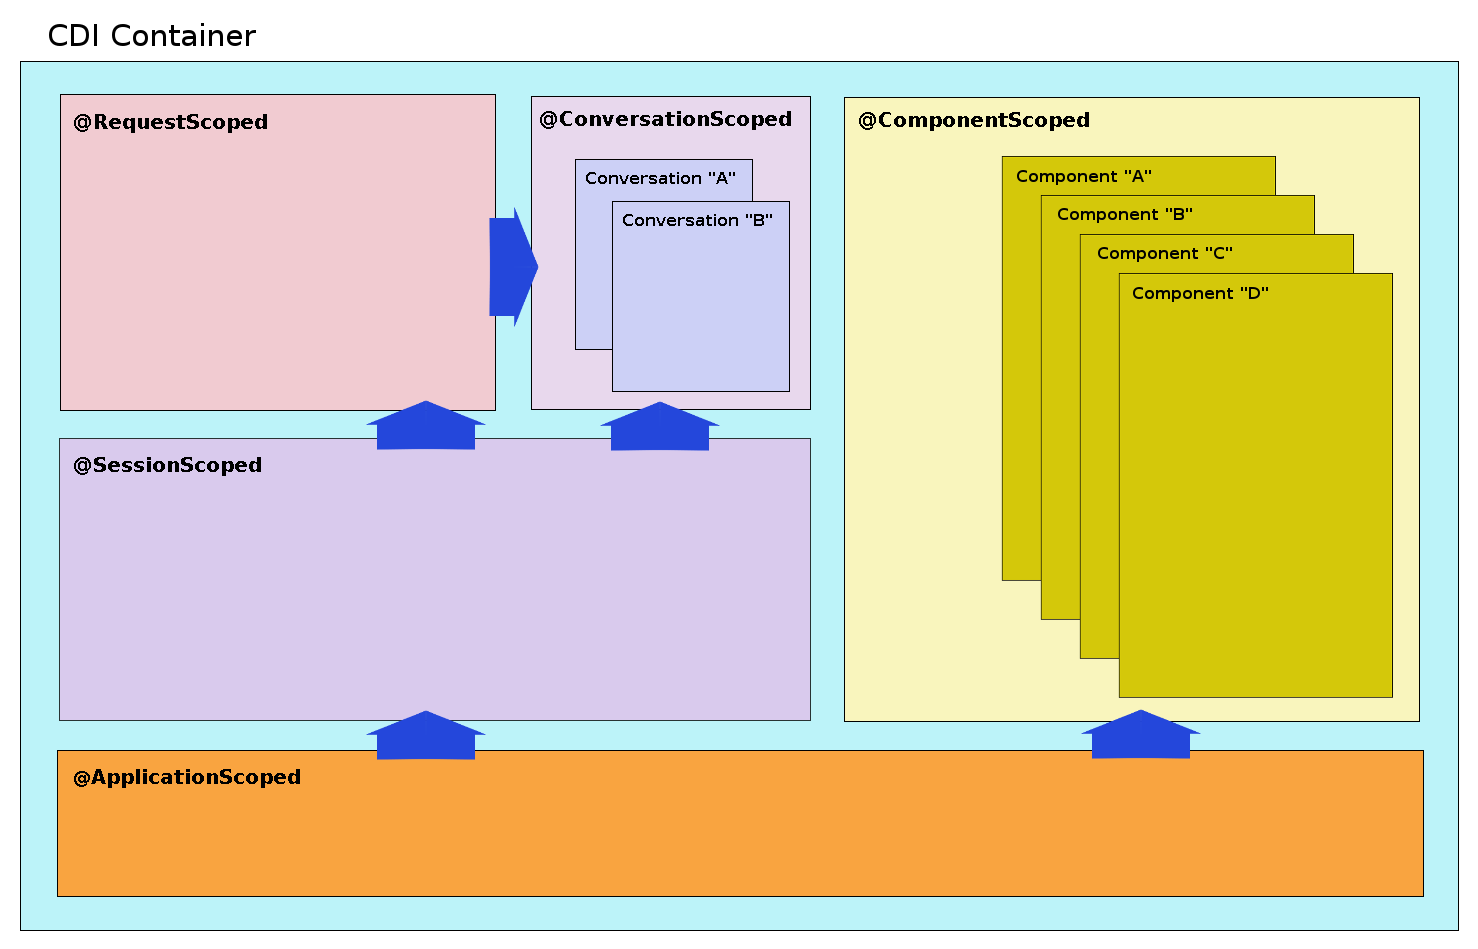 CDI Container
@RequestScoped
@ConversationScoped
Conversation "A"
Conversation "B"
@ComponentScoped
Component "A"
Component "B"
Component "C"
Component "D"
@SessionScoped
@ApplicationScoped